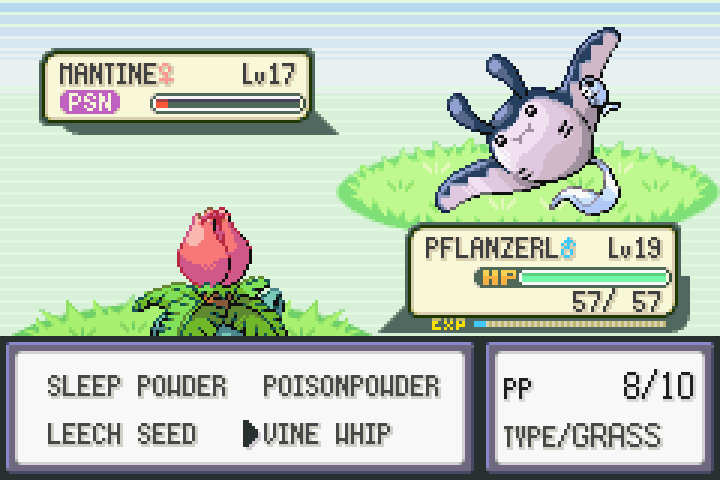 MANTINE♀ Lv17
PSN
PFLANZERL♂ Lv19
HP
57/ 57
EXP
SLEEP POWDER POISONPOWDER
LEECH SEED ▶VINE WHIP
PP 8/10
TYPE/GRASS